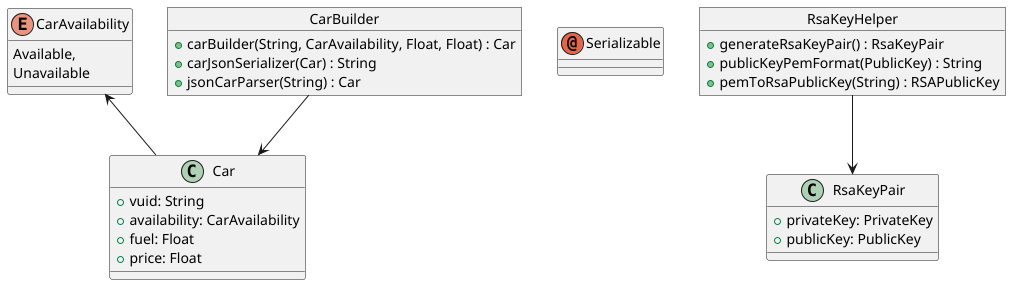 E CarAvailability
Available,
Unavailable
CarBuilder
carBuilder(String, CarAvailability, Float, Float) : Car
carJsonSerializer(Car) : String
jsonCarParser(String) : Car
@ Serializable
RsaKeyHelper
generateRsaKeyPair() : RsaKeyPair
publicKeyPemFormat(PublicKey) : String
pemToRsaPublicKey(String) : RSAPublicKey
C Car
vuid: String
availability: CarAvailability
fuel: Float
price: Float
C RsaKeyPair
privateKey: PrivateKey
publicKey: PublicKey